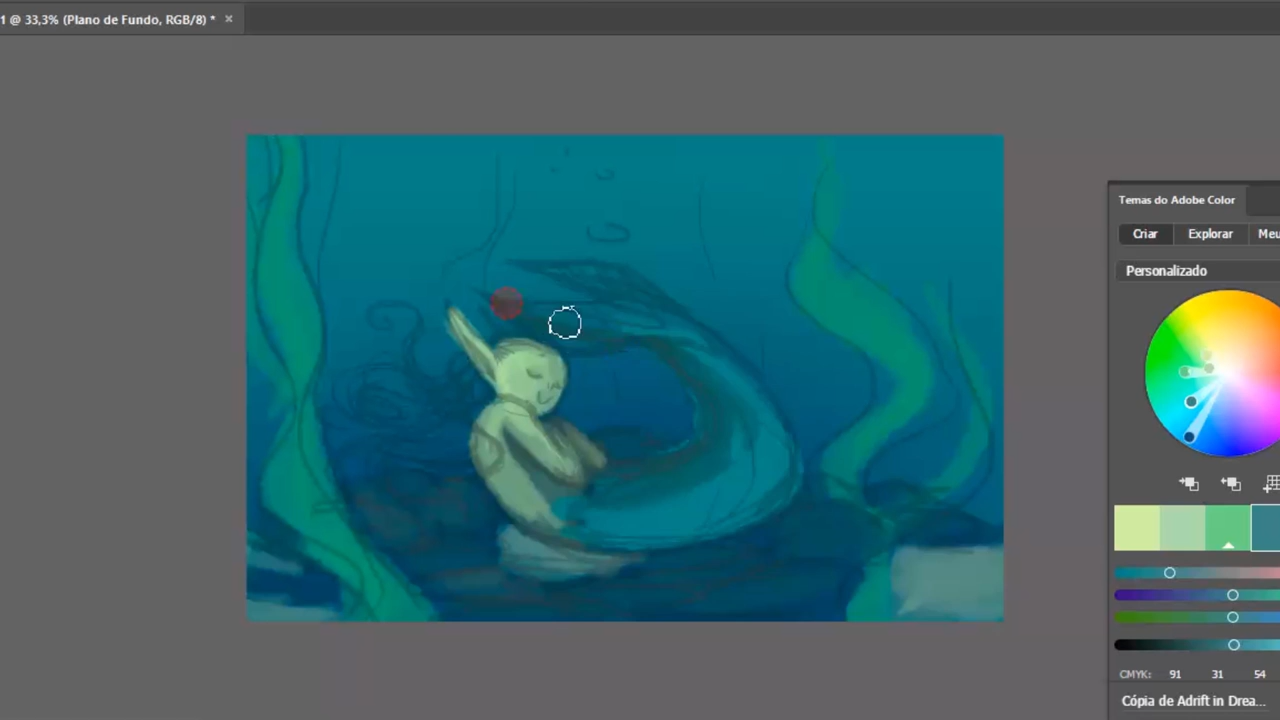 1 @ 33,3% (Plano de Fundo, RGB/8) * ×
Temas do Adobe Color
Criar Explorar Meu
Personalizado
CMYK: 91 31 54
Cópia de Adrift in Drea...